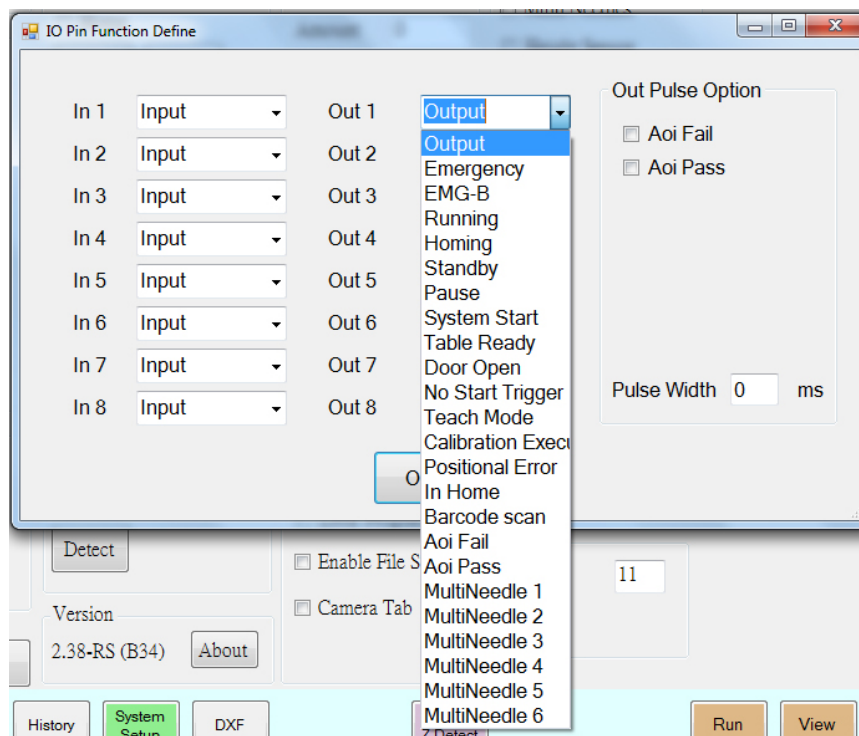 IO Pin Function Define
In 1 Input Out 1 Output
In 2 Input Out 2
In 3 Input Out 3
In 4 Input Out 4
In 5 Input Out 5
In 6 Input Out 6
In 7 Input Out 7
In 8 Input Out 8
Output
Emergency
EMG-B
Running
Homing
Standby
Pause
System Start
Table Ready
Door Open
No Start Trigger
Teach Mode
Calibration Execu
Positional Error
In Home
Barcode scan
Aoi Fail
Aoi Pass
MultiNeedle 1
MultiNeedle 2
MultiNeedle 3
MultiNeedle 4
MultiNeedle 5
MultiNeedle 6
Out Pulse Option
Aoi Fail
Aoi Pass
Pulse Width 0 ms
O
Detect
Enable File S
11
Version
Camera Tab
2.38-RS (B34) About
History
System
Setup
DXF
Z Detect
Run
View